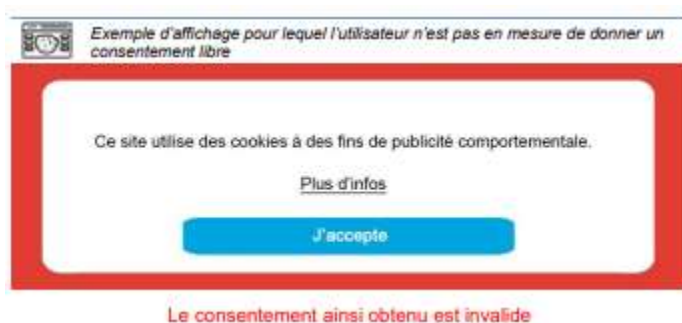 Exemple d'affichage pour lequel l'utilisateur n'est pas en mesure de donner un
consentement libre
Ce site utilise des cookies à des fins de publicité comportementale.
Plus d'infos
J'accepte
Le consentement ainsi obtenu est invalide